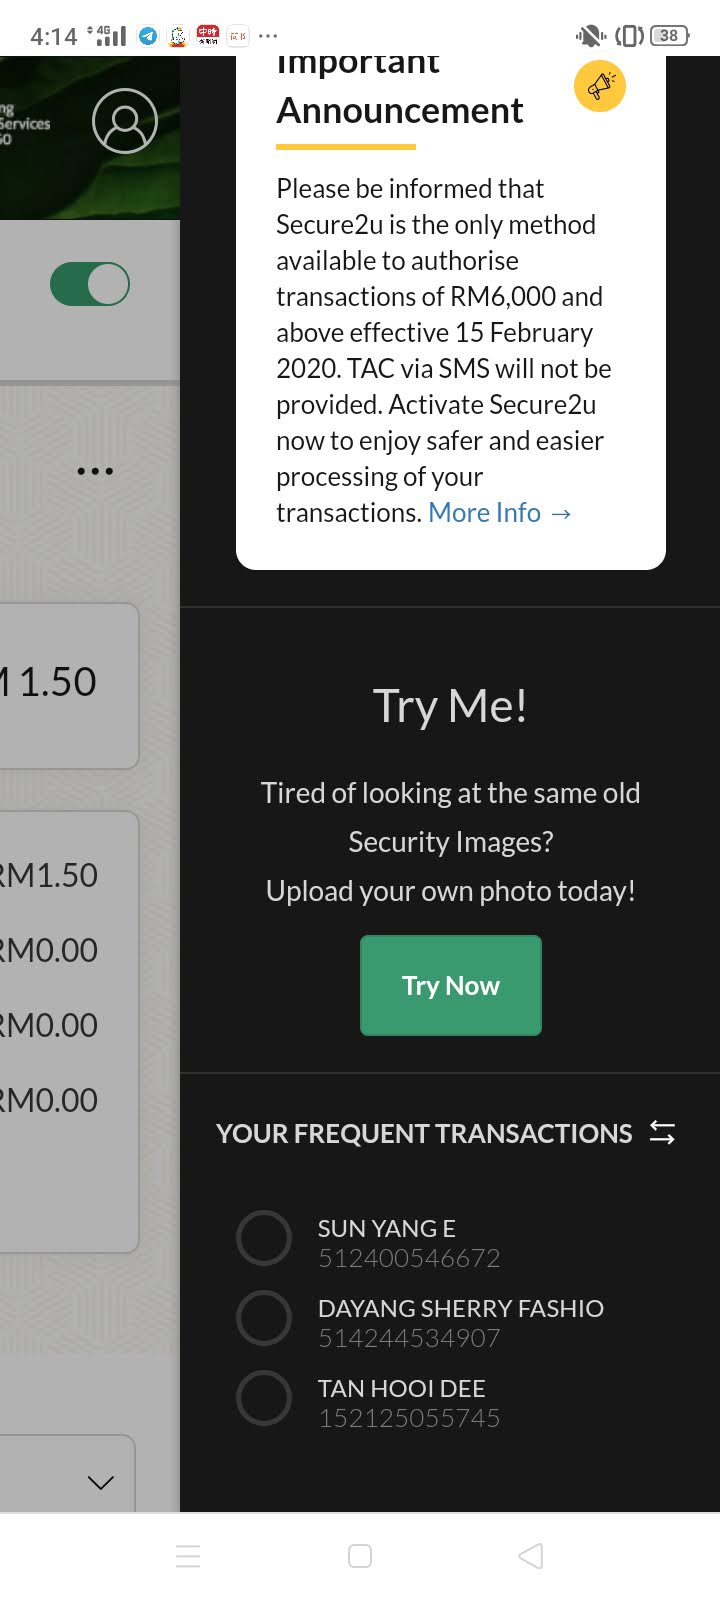 4:14
4G
38
ng
Services
Important
Announcement
Please be informed that
Secure2u is the only method
available to authorise
transactions of RM6,000 and
above effective 15 February
2020. TAC via SMS will not be
provided. Activate Secure2u
now to enjoy safer and easier
processing of your
transactions. More Info →
1.50
RM1.50
RM0.00
RM0.00
RM0.00
Try Me!
Tired of looking at the same old
Security Images?
Upload your own photo today!
Try Now
YOUR FREQUENT TRANSACTIONS
SUN YANG E
512400546672
DAYANG SHERRY FASHIO
514244534907
TAN HOOI DEE
152125055745